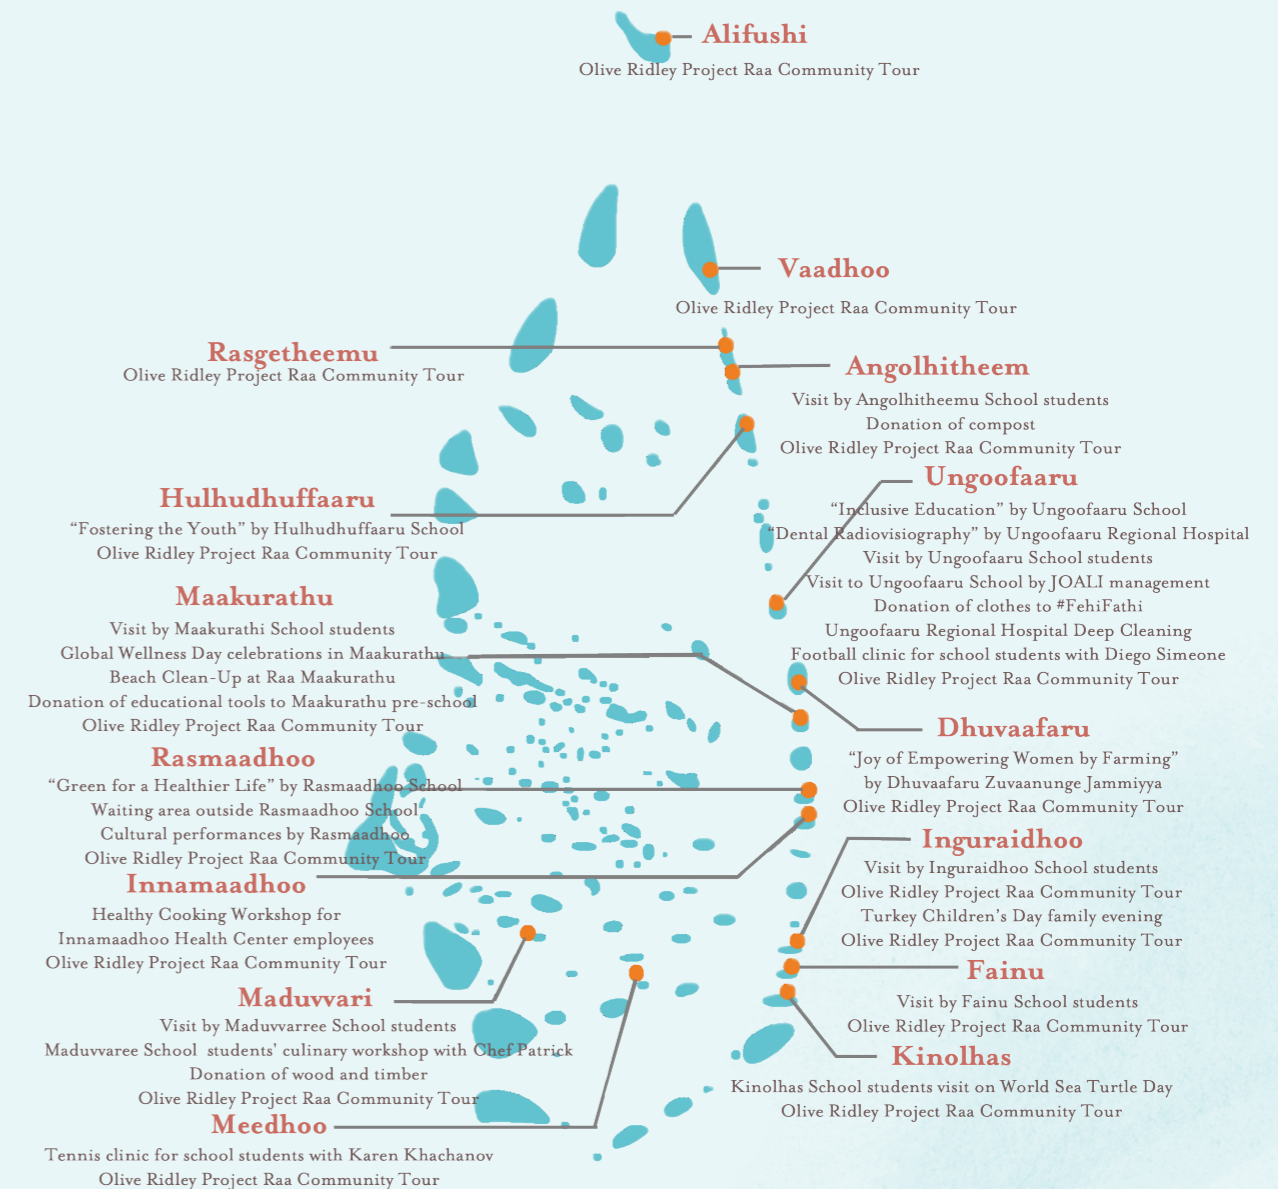 Alifushi
Olive Ridley Project Raa Community Tour
Vaadhoo
Olive Ridley Project Raa Community Tour
Rasgetheemu
Olive Ridley Project Raa Community Tour
Angolhitheem
Visit by Angolhitheemu School students
Donation of compost
Olive Ridley Project Raa Community Tour
Hulhudhuffaaru
“Fostering the Youth” by Hulhudhuffaaru School
Olive Ridley Project Raa Community Tour
Ungoofaaru
“Inclusive Education” by Ungoofaaru School
“Dental Radiovisiography” by Ungoofaaru Regional Hospital
Visit by Ungoofaaru School students
Visit to Ungoofaaru School by JOALI management
Donation of clothes to #FehiFathi
Ungoofaaru Regional Hospital Deep Cleaning
Football clinic for school students with Diego Simeone
Olive Ridley Project Raa Community Tour
Maakurathu
Visit by Maakurathi School students
Global Wellness Day celebrations in Maakurathu
Beach Clean-Up at Raa Maakurathu
Donation of educational tools to Maakurathu pre-school
Olive Ridley Project Raa Community Tour
Dhuvaafaru
“Joy of Empowering Women by Farming”
by Dhuvaafaru Zuvaanunge Jammiyya
Olive Ridley Project Raa Community Tour
Rasmaadhoo
“Green for a Healthier Life” by Rasmaadhoo School
Waiting area outside Rasmaadhoo School
Cultural performances by Rasmaadhoo
Olive Ridley Project Raa Community Tour
Inguraidhoo
Visit by Inguraidhoo School students
Olive Ridley Project Raa Community Tour
Turkey Children’s Day family evening
Olive Ridley Project Raa Community Tour
Innamaadhoo
Healthy Cooking Workshop for
Innamaadhoo Health Center employees
Olive Ridley Project Raa Community Tour
Fainu
Visit by Fainu School students
Olive Ridley Project Raa Community Tour
Maduvvari
Visit by Maduvvarree School students
Maduvvaree School students’ culinary workshop with Chef Patrick
Donation of wood and timber
Olive Ridley Project Raa Community Tour
Kinolhas
Kinolhas School students visit on World Sea Turtle Day
Olive Ridley Project Raa Community Tour
Meedhoo
Tennis clinic for school students with Karen Khachanov
Olive Ridley Project Raa Community Tour